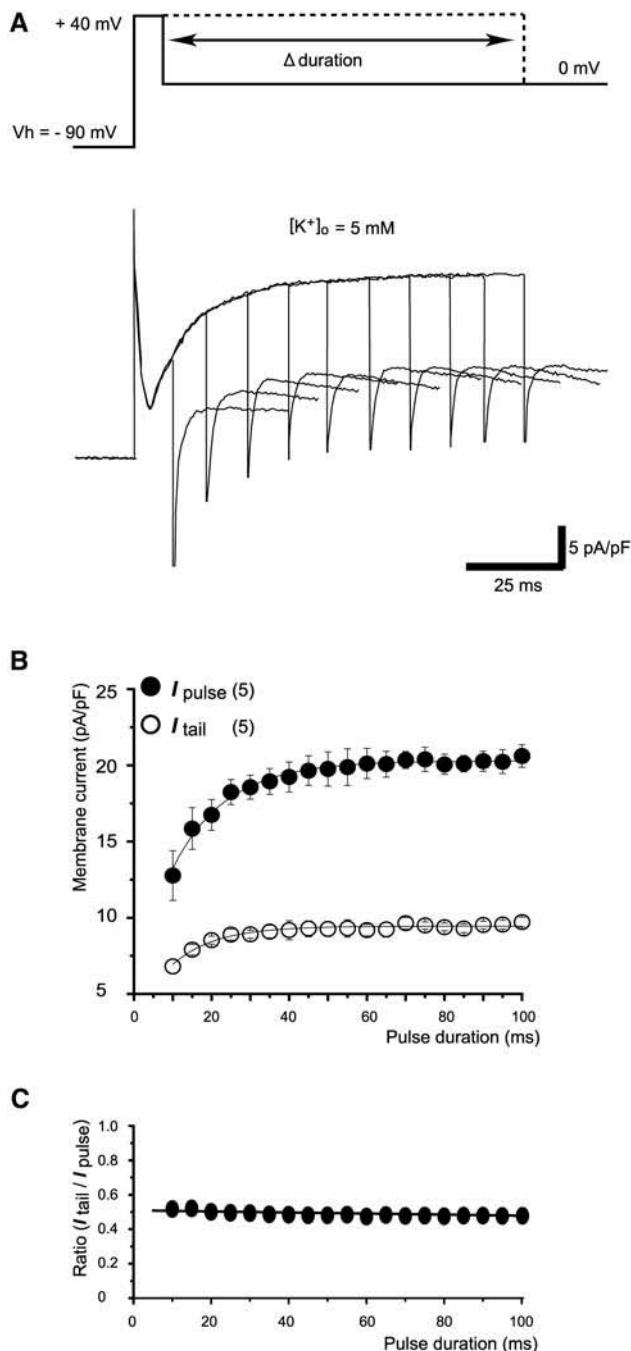 A
+ 40 mV
Δ duration
0 mV
Vh = - 90 mV
[K⁺]ₒ = 5 mM
5 pA/pF
25 ms
B
I pulse (5)
I tail (5)
Membrane current (pA/pF)
25
20
15
10
5
0 20 40 60 80 100
Pulse duration (ms)
C
Ratio (I tail / I pulse)
1.0
0.8
0.6
0.4
0.2
0
0 20 40 60 80 100
Pulse duration (ms)